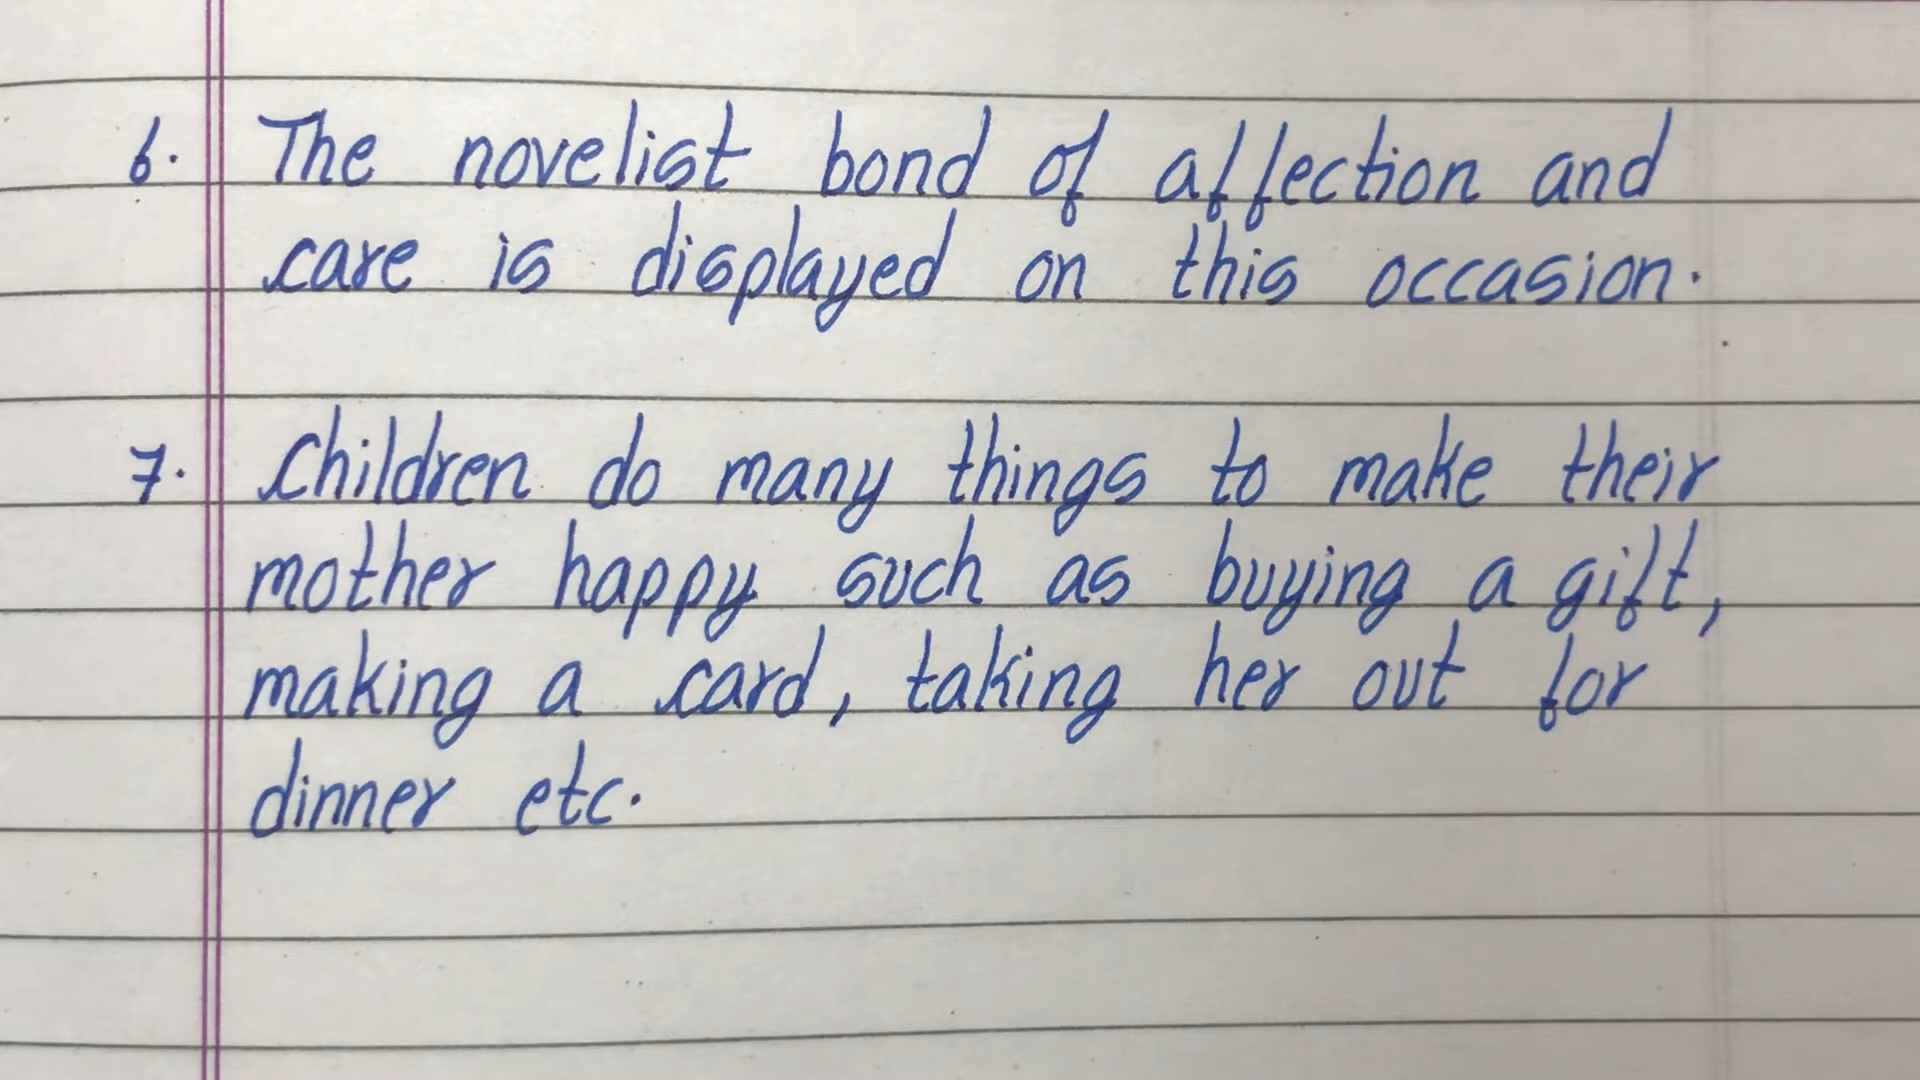 6. The novelist bond of affection and
care is displayed on this occasion.
7. Children do many things to make their
mother happy such as buying a gift,
making a card, taking her out for
dinner etc.